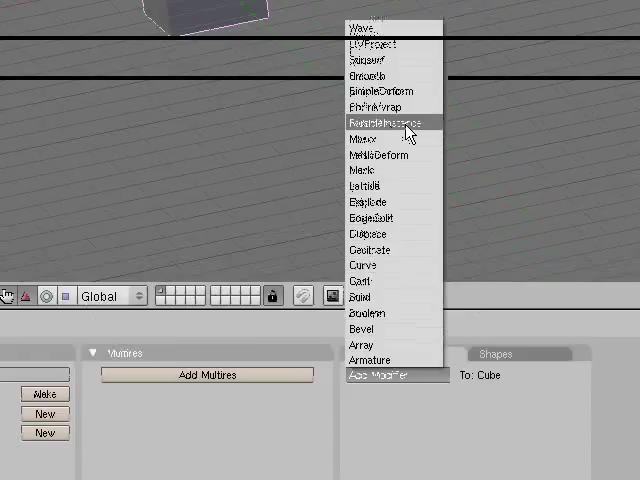 Wave
UVProject
Subsurf
Smooth
SimpleDeform
Shrinkwrap
ParticleInstance
Mirror
MeshDeform
Mask
Lattice
Explode
EdgeSplit
Displace
Decimate
Curve
Cast
Build
Boolean
Bevel
Array
Armature
Global
Multires
Shapes
Add Multires
Add Modifier
To: Cube
Make
New
New